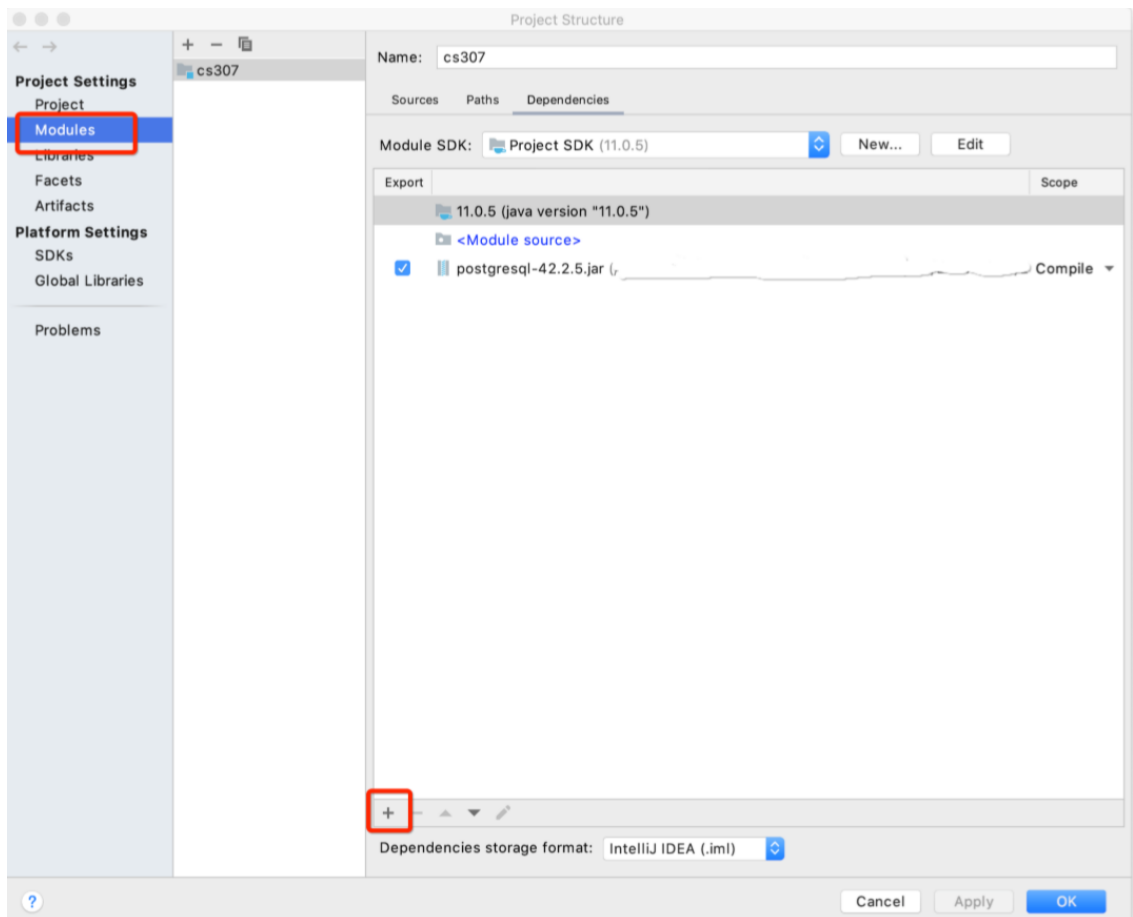 Project Structure
Project Settings
Project
Modules
Libraries
Facets
Artifacts
Platform Settings
SDKs
Global Libraries
Problems
cs307
Name: cs307
Sources Paths Dependencies
Module SDK: Project SDK (11.0.5) New... Edit
Export Scope
11.0.5 (java version "11.0.5")
<Module source>
postgresql-42.2.5.jar ( Compile
Dependencies storage format: IntelliJ IDEA (.iml)
? Cancel Apply OK